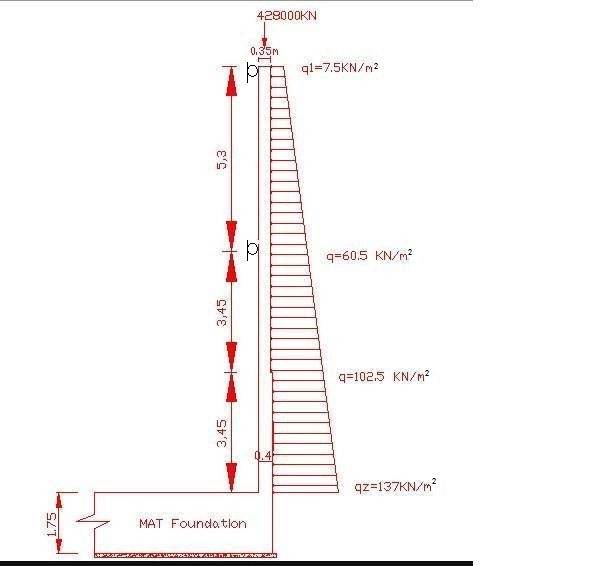 428000KN
0.35m
q1=7.5KN/m²
5,3
q=60.5 KN/m²
3,45
q=102.5 KN/m²
3,45
0.4
qz=137KN/m²
1.75
MAT Foundation